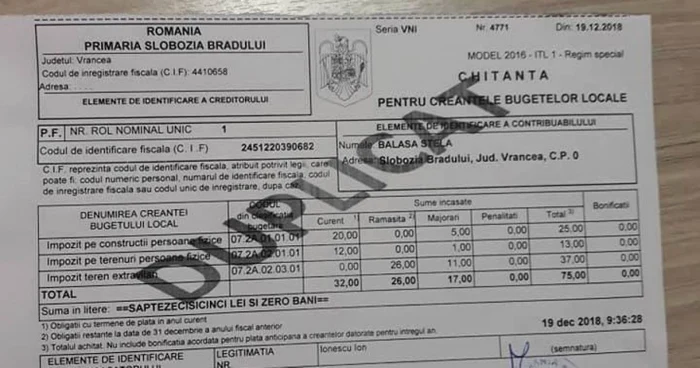 ROMANIA
PRIMARIA SLOBOZIA BRADULUI
Judetul: Vrancea
Codul de inregistrare fiscala (C.I.F): 4410658
Adresa:
ELEMENTE DE IDENTIFICARE A CREDITORULUI
Seria VNI Nr. 4771 Din: 19.12.2018
MODEL 2016 - ITL 1 - Regim special
CHITANTA
PENTRU CREANTELE BUGETELOR LOCALE
P.F. NR. ROL NOMINAL UNIC 1
Codul de identificare fiscala (C.I.F) 2451220390682
C.I.F. reprezinta codul de identificare fiscala, atribuit potrivit legii, care
poate fi: codul numeric personal, numarul de identificare fiscala, codul
de inregistrare fiscala sau codul unic de inregistrare, dupa caz
ELEMENTE DE IDENTIFICARE A CONTRIBUABILULUI
Numele: BALASA STELA
Adresa: Slobozia Bradului, Jud. Vrancea, C.P. 0
DUPLICAT
DENUMIREA CREANTEI BUGETULUI LOCAL CODUL din clasificatia bugetara Sume incasate Bonificatii
Curent 1) Ramasita 2) Majorari Penalitati Total 3)
Impozit pe constructii persoane fizice 07.2A.01.01.01 20,00 0,00 5,00 0,00 25,00 0,00
Impozit pe terenuri persoane fizice 07.2A.02.01.01 12,00 0,00 1,00 0,00 13,00 0,00
Impozit teren extravilan 07.2A.02.03.01 0,00 26,00 11,00 0,00 37,00 0,00
TOTAL 32,00 26,00 17,00 0,00 75,00 0,00
Suma in litere: ==SAPTEZECISICINCI LEI SI ZERO BANI==
1) Obligatii cu termene de plata in anul curent
2) Obligatii restante la data de 31 decembrie a anului fiscal anterior
3) Totalul achitat. Nu include bonificatia acordata pentru plata anticipata a creantelor datorate pentru intregul an.
19 dec 2018, 9:36:28
ELEMENTE DE IDENTIFICARE
LEGITIMATIA
NR.
Ionescu Ion
(semnatura)